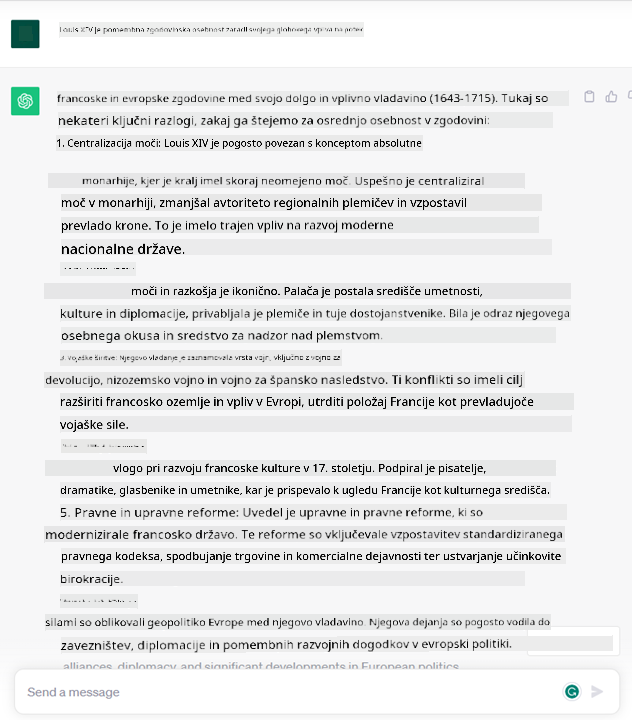 Louis XIV je pomembna zgodovinska osebnost zaradi svojega globokega vpliva na potek
francoske in evropske zgodovine med svojo dolgo in vplivno vladavino (1643-1715). Tukaj so
nekateri ključni razlogi, zakaj ga štejemo za osrednjo osebnost v zgodovini:
1. Centralizacija moči: Louis XIV je pogosto povezan s konceptom absolutne
monarhije, kjer je kralj imel skoraj neomejeno moč. Uspešno je centraliziral
moč v monarhiji, zmanjšal avtoriteto regionalnih plemičev in vzpostavil
prevlado krone. To je imelo trajen vpliv na razvoj moderne
nacionalne države.
moči in razkošja je ikonično. Palača je postala središče umetnosti,
kulture in diplomacije, privabljala je plemiče in tuje dostojanstvenike. Bila je odraz njegovega
osebnega okusa in sredstvo za nadzor nad plemstvom.
3. Vojaške širitve: Njegovo vladanje je zaznamovala vrsta vojn, vključno z vojno za
devolucijo, nizozemsko vojno in vojno za špansko nasledstvo. Ti konflikti so imeli cilj
razširiti francosko ozemlje in vpliv v Evropi, utrditi položaj Francije kot prevladujoče
vojaške sile.
vlogo pri razvoju francoske kulture v 17. stoletju. Podpiral je pisatelje,
dramatike, glasbenike in umetnike, kar je prispevalo k ugledu Francije kot kulturnega središča.
5. Pravne in upravne reforme: Uvedel je upravne in pravne reforme, ki so
modernizirale francosko državo. Te reforme so vključevale vzpostavitev standardiziranega
pravnega kodeksa, spodbujanje trgovine in komercialne dejavnosti ter ustvarjanje učinkovite
birokracije.
silami so oblikovali geopolitiko Evrope med njegovo vladavino. Njegova dejanja so pogosto vodila do
zavezništev, diplomacije in pomembnih razvojnih dogodkov v evropski politiki.
alliances, diplomacy, and significant developments in European politics.
Send a message